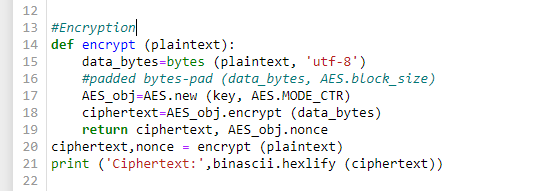 12
13 #Encryption
14 def encrypt (plaintext):
15     data_bytes=bytes (plaintext, 'utf-8')
16     #padded bytes-pad (data_bytes, AES.block_size)
17     AES_obj=AES.new (key, AES.MODE_CTR)
18     ciphertext=AES_obj.encrypt (data_bytes)
19     return ciphertext, AES_obj.nonce
20 ciphertext,nonce = encrypt (plaintext)
21 print ('Ciphertext:',binascii.hexlify (ciphertext))
22